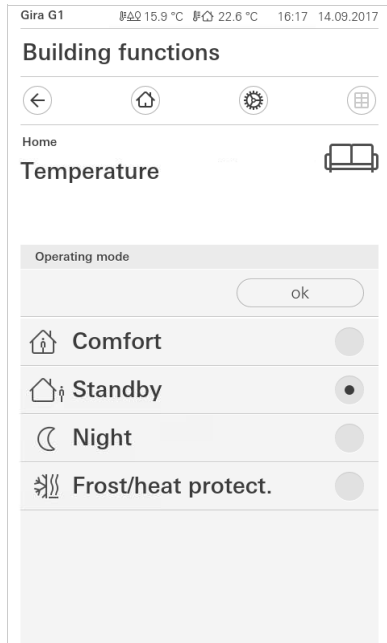 Gira G1 15.9 °C 22.6 °C 16:17 14.09.2017
Building functions
Home
Temperature
Operating mode
ok
Comfort
Standby
Night
Frost/heat protect.